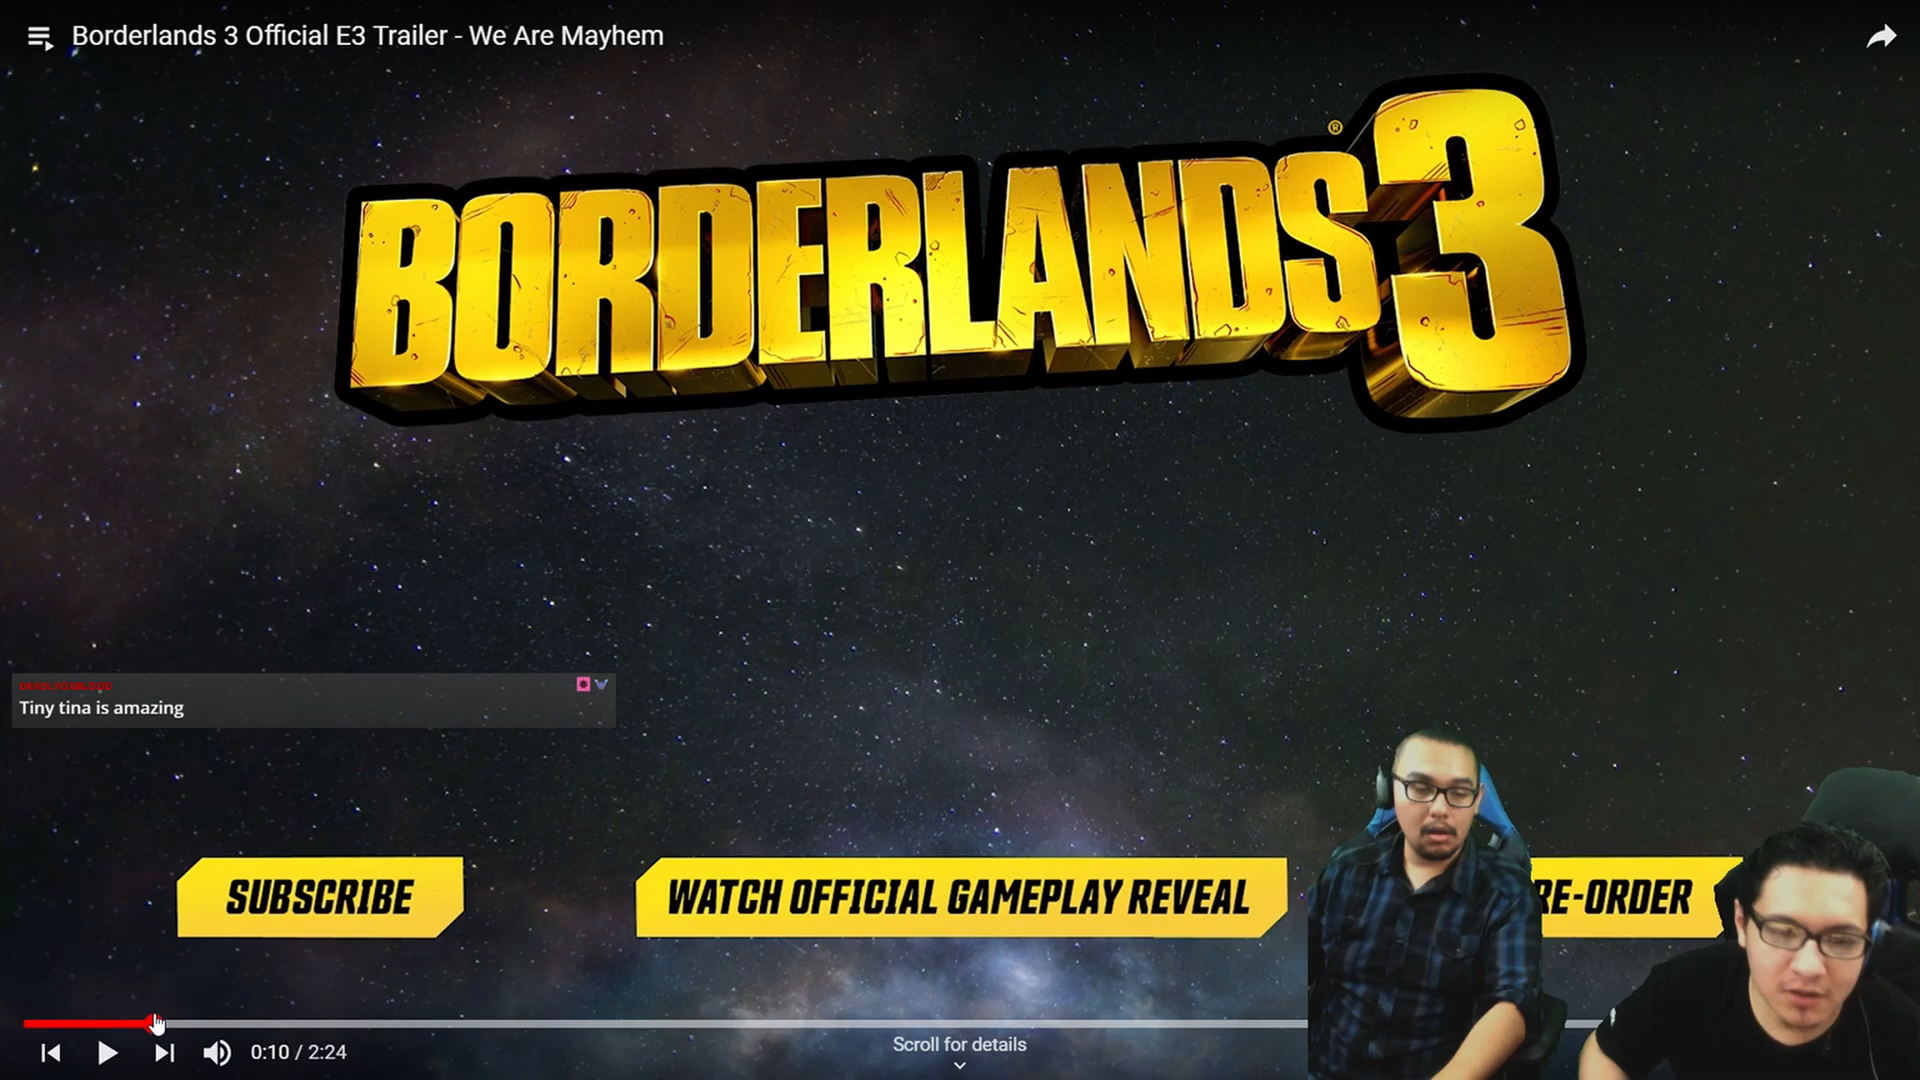 Borderlands 3 Official E3 Trailer - We Are Mayhem
BORDERLANDS 3
®
Tiny tina is amazing
SUBSCRIBE
WATCH OFFICIAL GAMEPLAY REVEAL
RE-ORDER
Scroll for details
0:10 / 2:24